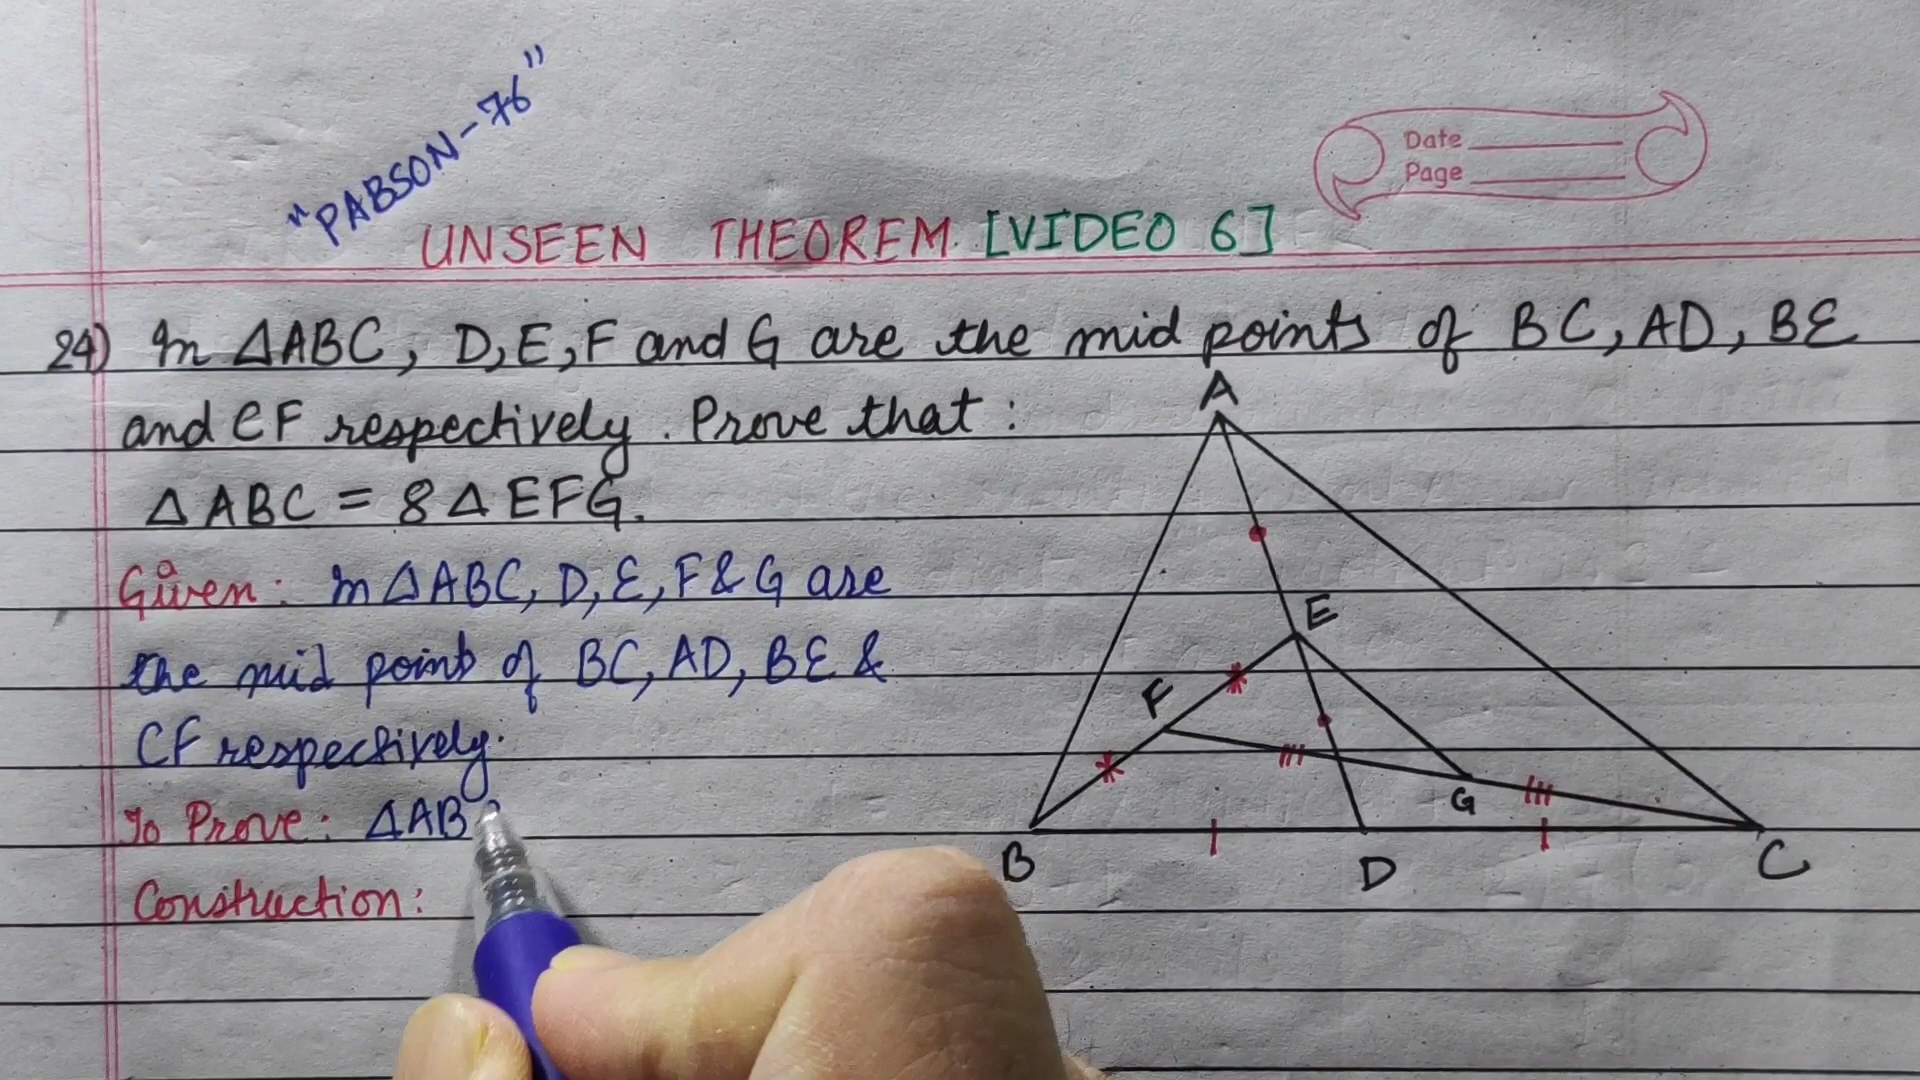 "PABSON-76"
Date
Page
UNSEEN THEOREM [VIDEO 6]
24) In ΔABC, D,E,F and G are the mid points of BC, AD, BE
and CF respectively. Prove that:
ΔABC = 8ΔEFG.
Given: In ΔABC, D, E, F & G are
the mid point of BC, AD, BE &
CF respectively.
To Prove: ΔAB
Construction:
A
E
F
G
B
D
C